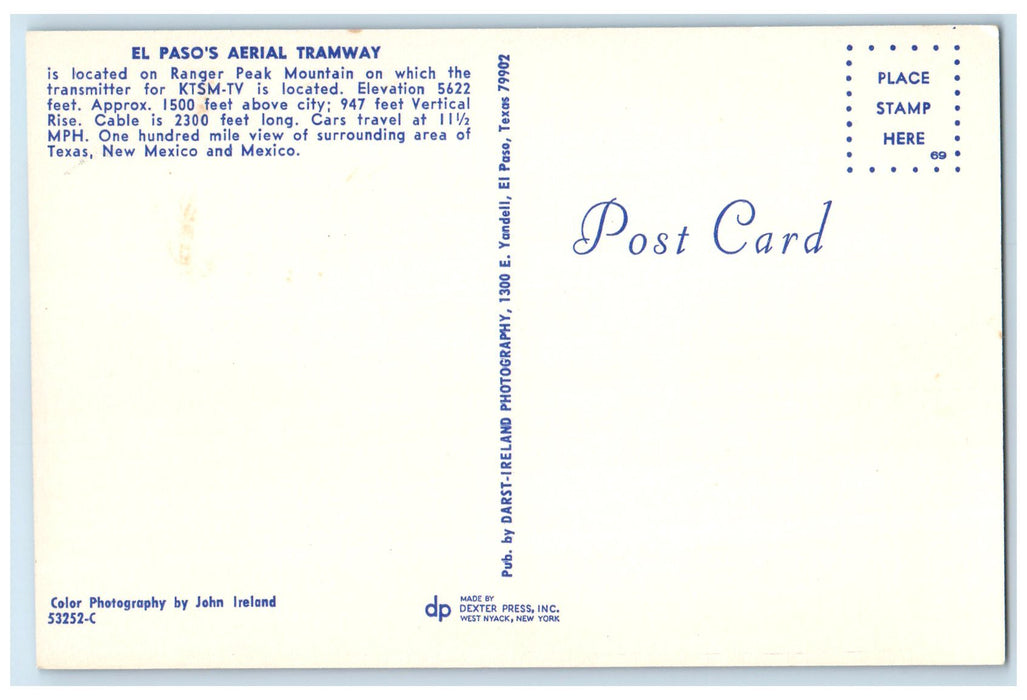 EL PASO'S AERIAL TRAMWAY
is located on Ranger Peak Mountain on which the
transmitter for KTSM-TV is located. Elevation 5622
feet. Approx. 1500 feet above city; 947 feet Vertical
Rise. Cable is 2300 feet long. Cars travel at 11½
MPH. One hundred mile view of surrounding area of
Texas, New Mexico and Mexico.
Color Photography by John Ireland
53252-C
Pub. by DARST-IRELAND PHOTOGRAPHY, 1300 E. Yandell, El Paso, Texas 79902
dp
MADE BY
DEXTER PRESS, INC.
WEST NYACK, NEW YORK
PLACE
STAMP
HERE
69
Post Card